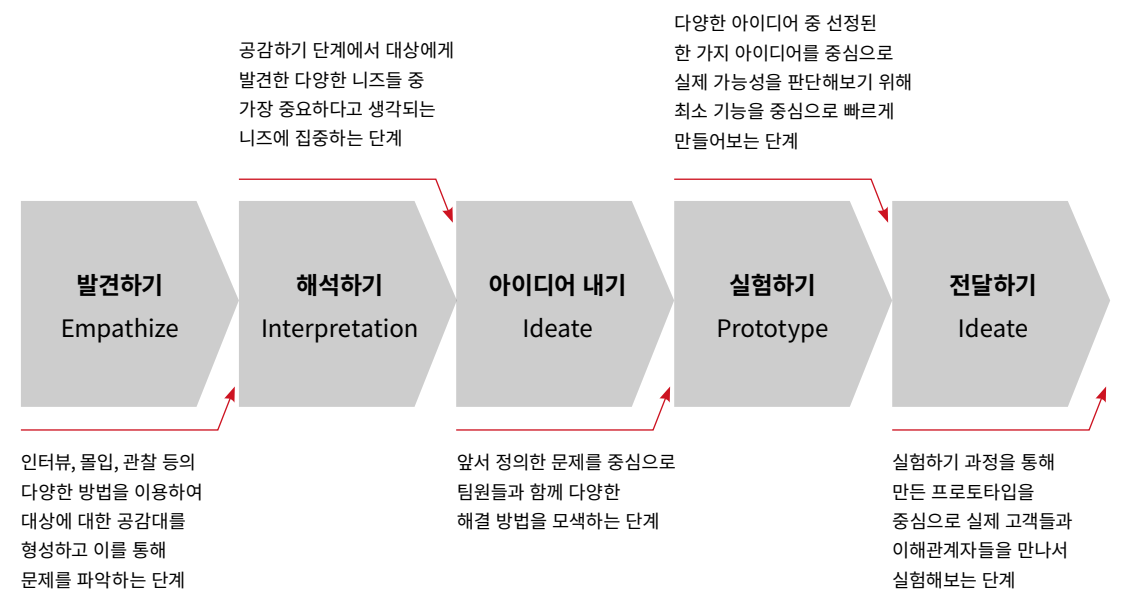 공감하기 단계에서 대상에게
발견한 다양한 니즈들 중
가장 중요하다고 생각되는
니즈에 집중하는 단계
다양한 아이디어 중 선정된
한 가지 아이디어를 중심으로
실제 가능성을 판단해보기 위해
최소 기능을 중심으로 빠르게
만들어보는 단계
발견하기
Empathize
해석하기
Interpretation
아이디어 내기
Ideate
실험하기
Prototype
전달하기
Ideate
인터뷰, 몰입, 관찰 등의
다양한 방법을 이용하여
대상에 대한 공감대를
형성하고 이를 통해
문제를 파악하는 단계
앞서 정의한 문제를 중심으로
팀원들과 함께 다양한
해결 방법을 모색하는 단계
실험하기 과정을 통해
만든 프로토타입을
중심으로 실제 고객들과
이해관계자들을 만나서
실험해보는 단계